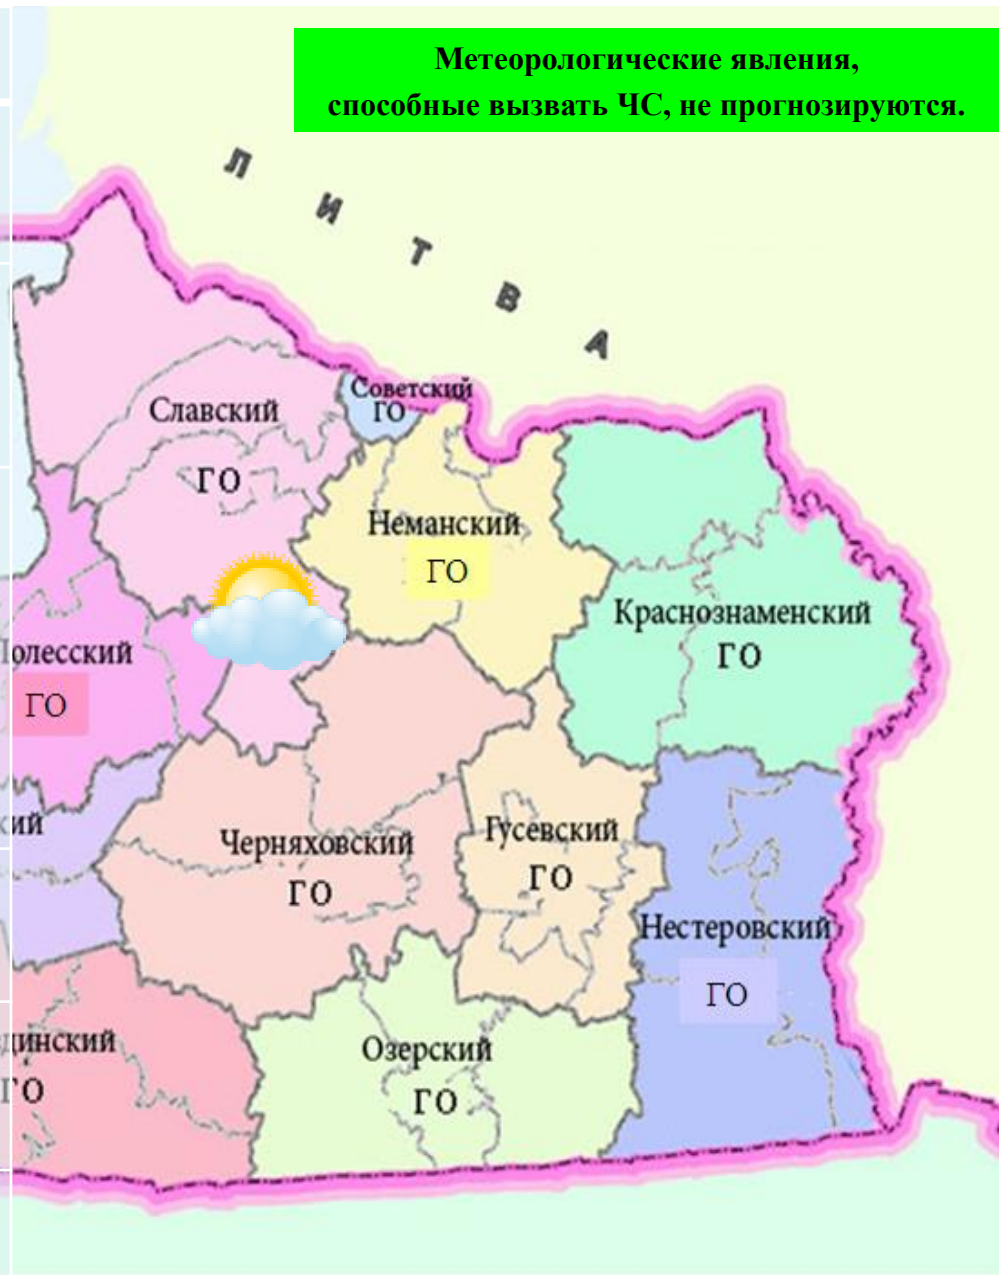 Метеорологические явления,
способные вызвать ЧС, не прогнозируются.
ЛИТВА
Советский
ГО
Славский
ГО
Неманский
ГО
Краснознаменский
ГО
олесский
ГО
кий
Черняховский
ГО
Гусевский
ГО
Нестеровский
ГО
динский
ГО
Озерский
ГО